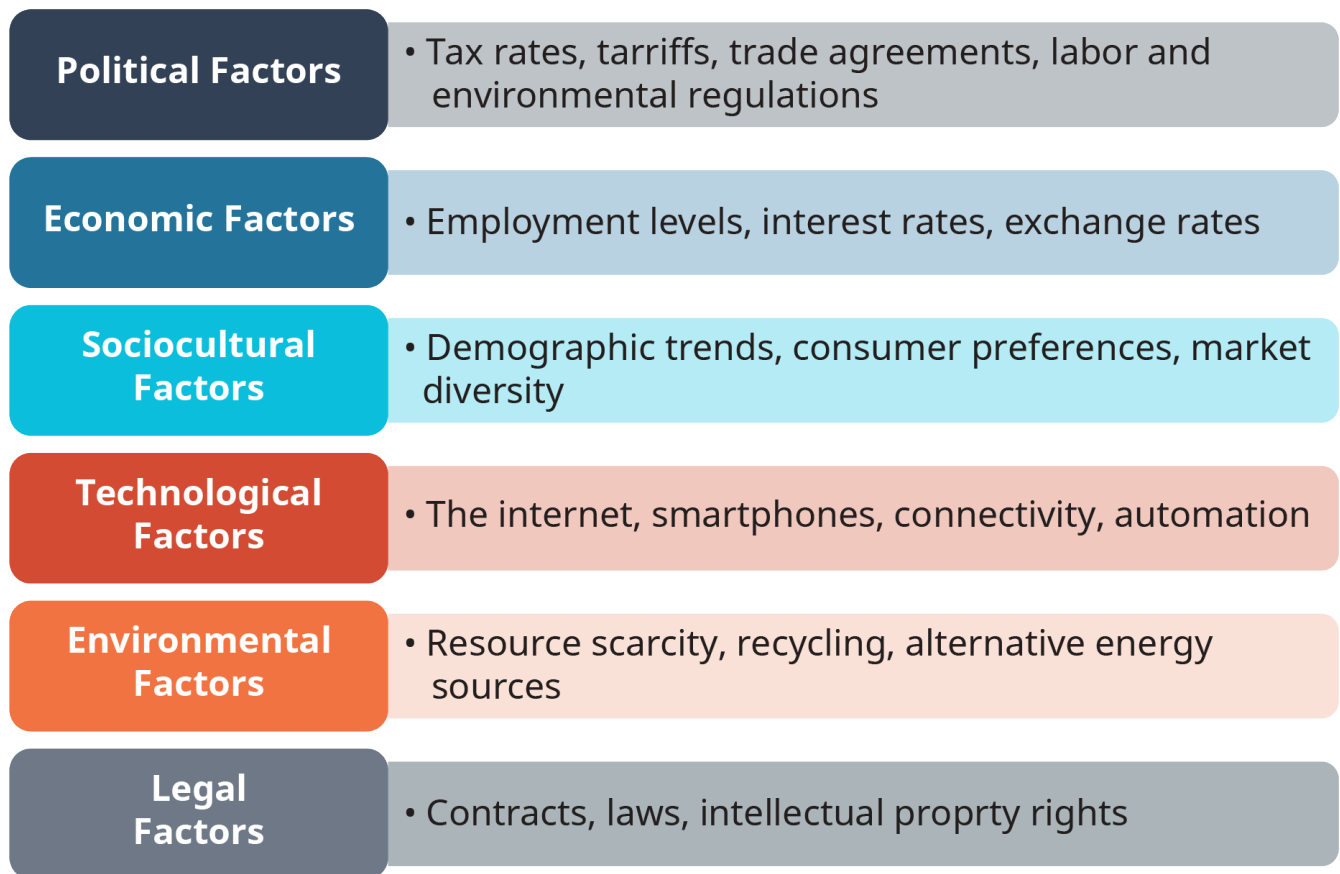 Political Factors
• Tax rates, tarriffs, trade agreements, labor and
environmental regulations
Economic Factors
• Employment levels, interest rates, exchange rates
Sociocultural
Factors
• Demographic trends, consumer preferences, market
diversity
Technological
Factors
• The internet, smartphones, connectivity, automation
Environmental
Factors
• Resource scarcity, recycling, alternative energy
sources
Legal
Factors
• Contracts, laws, intellectual proprty rights